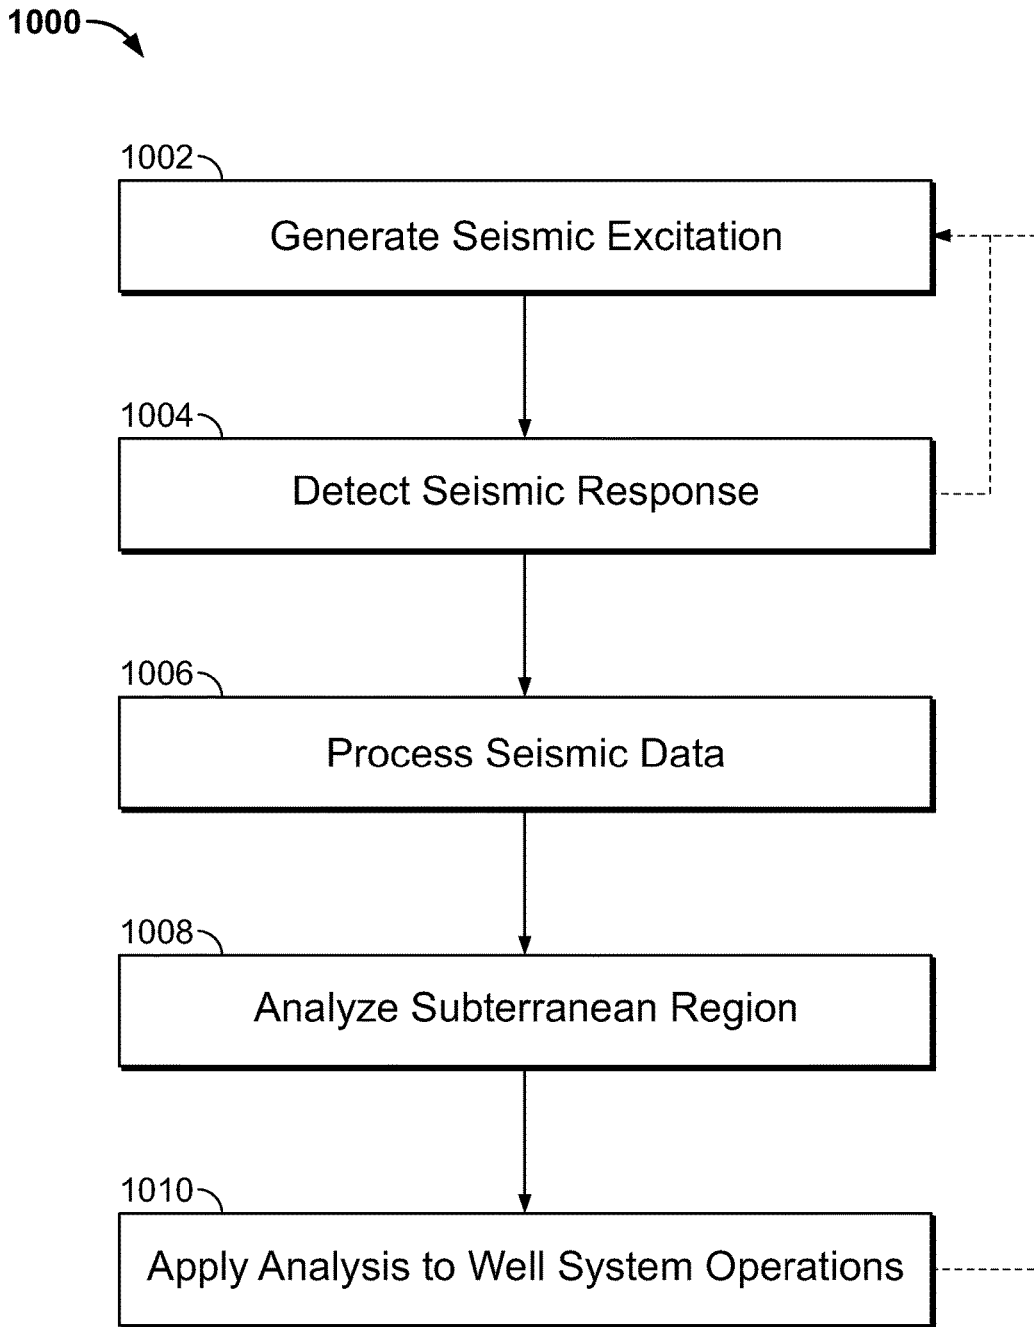 1000
1002
Generate Seismic Excitation
1004
Detect Seismic Response
1006
Process Seismic Data
1008
Analyze Subterranean Region
1010
Apply Analysis to Well System Operations